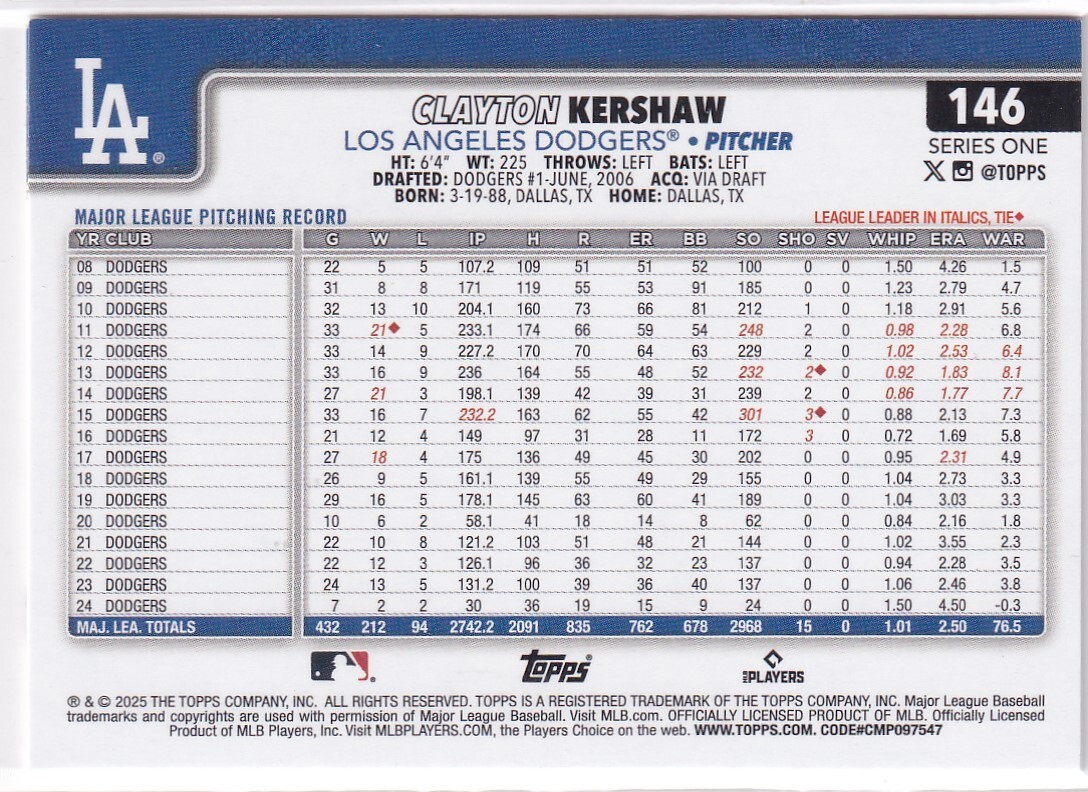 LA®
CLAYTON KERSHAW
146
LOS ANGELES DODGERS® • PITCHER
SERIES ONE
HT: 6'4" WT: 225 THROWS: LEFT BATS: LEFT
@TOPPS
DRAFTED: DODGERS #1-JUNE, 2006 ACQ: VIA DRAFT
BORN: 3-19-88, DALLAS, TX HOME: DALLAS, TX
MAJOR LEAGUE PITCHING RECORD LEAGUE LEADER IN ITALICS, TIE♦
YR CLUB G W L IP H R ER BB SO SHO SV WHIP ERA WAR
08 DODGERS 22 5 5 107.2 109 51 51 52 100 0 0 1.50 4.26 1.5
09 DODGERS 31 8 8 171 119 55 53 91 185 0 0 1.23 2.79 4.7
10 DODGERS 32 13 10 204.1 160 73 66 81 212 1 0 1.18 2.91 5.6
11 DODGERS 33 21♦ 5 233.1 174 66 59 54 248 2 0 0.98 2.28 6.8
12 DODGERS 33 14 9 227.2 170 70 64 63 229 2 0 1.02 2.53 6.4
13 DODGERS 33 16 9 236 164 55 48 52 232 2♦ 0 0.92 1.83 8.1
14 DODGERS 27 21 3 198.1 139 42 39 31 239 2 0 0.86 1.77 7.7
15 DODGERS 33 16 7 232.2 163 62 55 42 301 3♦ 0 0.88 2.13 7.3
16 DODGERS 21 12 4 149 97 31 28 11 172 3 0 0.72 1.69 5.8
17 DODGERS 27 18 4 175 136 49 45 30 202 0 0 0.95 2.31 4.9
18 DODGERS 26 9 5 161.1 139 55 49 29 155 0 0 1.04 2.73 3.3
19 DODGERS 29 16 5 178.1 145 63 60 41 189 0 0 1.04 3.03 3.3
20 DODGERS 10 6 2 58.1 41 18 14 8 62 0 0 0.84 2.16 1.8
21 DODGERS 22 10 8 121.2 103 51 48 21 144 0 0 1.02 3.55 2.3
22 DODGERS 22 12 3 126.1 96 36 32 23 137 0 0 0.94 2.28 3.5
23 DODGERS 24 13 5 131.2 100 39 36 40 137 0 0 1.06 2.46 3.8
24 DODGERS 7 2 2 30 36 19 15 9 24 0 0 1.50 4.50 -0.3
MAJ. LEA. TOTALS 432 212 94 2742.2 2091 835 762 678 2968 15 0 1.01 2.50 76.5
topps® MLB PLAYERS
® & © 2025 THE TOPPS COMPANY, INC. ALL RIGHTS RESERVED. TOPPS IS A REGISTERED TRADEMARK OF THE TOPPS COMPANY, INC. Major League Baseball
trademarks and copyrights are used with permission of Major League Baseball. Visit MLB.com. OFFICIALLY LICENSED PRODUCT OF MLB. Officially Licensed
Product of MLB Players, Inc. Visit MLBPLAYERS.COM, the Players Choice on the web. WWW.TOPPS.COM. CODE#CMP097547